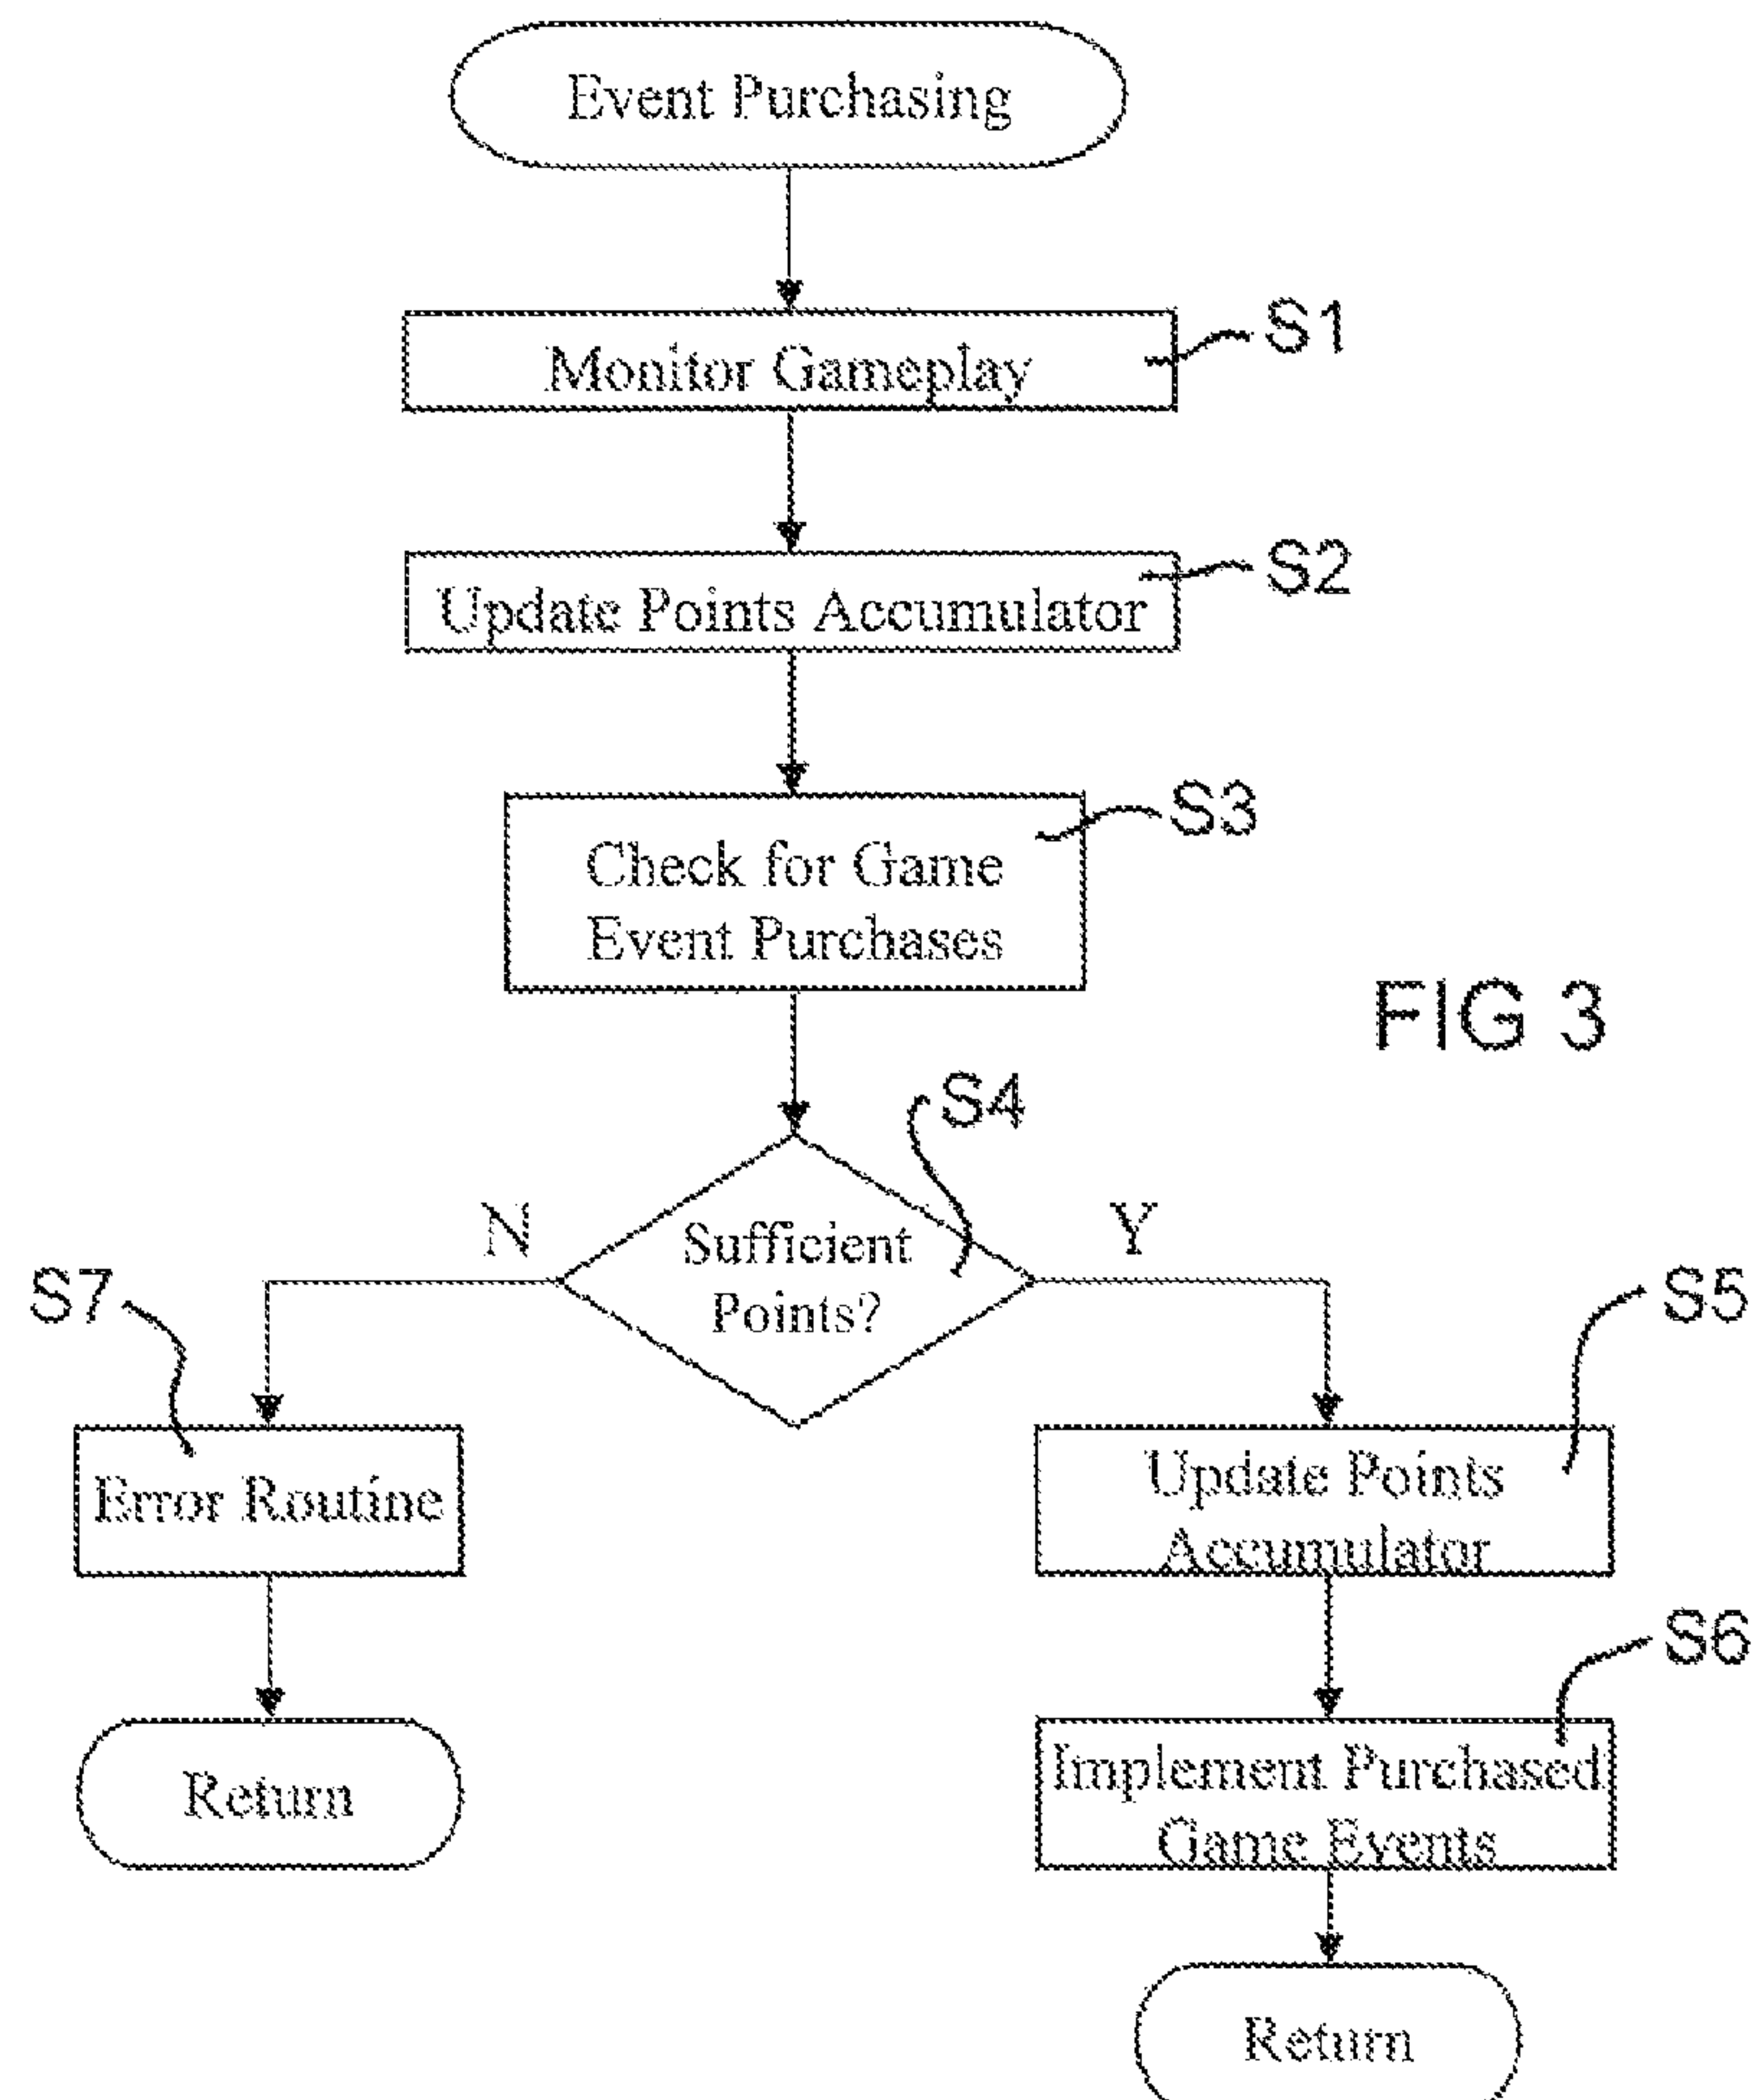 Event Purchasing
Monitor Gameplay
S1
Update Points Accumulator
S2
Check for Game
Event Purchases
S3
FIG 3
S4
Sufficient
Points?
N
Y
S7
Error Routine
Return
S5
Update Points
Accumulator
S6
Implement Purchased
Game Events
Return